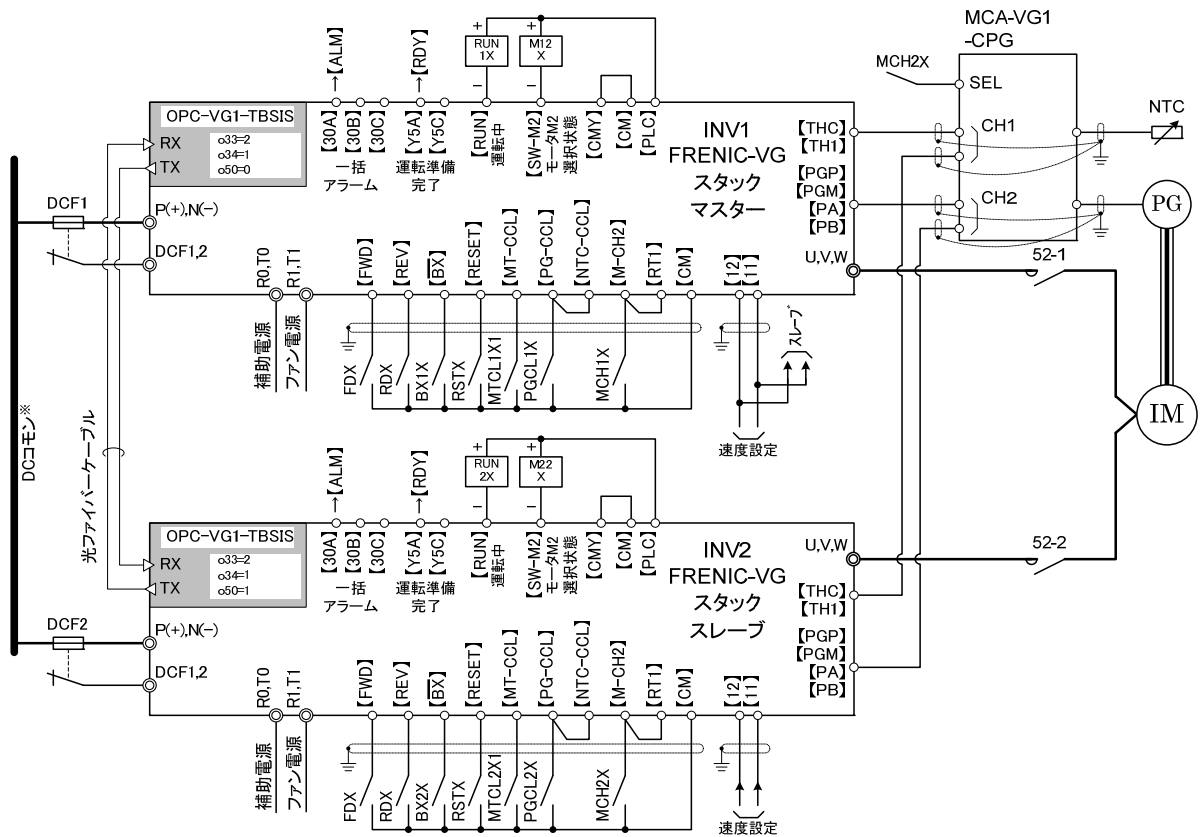 MCA-VG1
-CPG
MCH2X
SEL
CH1
CH2
NTC
PG
IM
52-1
52-2
DCコモン※
光ファイバーケーブル
DCF1
DCF2
OPC-VG1-TBSIS
RX
TX
o33=2
o34=1
o50=0
P(+),N(-)
DCF1,2
→【ALM】
【30A】
【30B】
【30C】
一括
アラーム
→【RDY】
【Y5A】
【Y5C】
運転準備
完了
+
RUN
1X
-
【RUN】
運転中
+
M12
X
-
【SW-M2】
モータM2
選択状態
【CMY】
【CM】
【PLC】
INV1
FRENIC-VG
スタック
マスター
【THC】
【TH1】
【PGP】
【PGM】
【PA】
【PB】
U,V,W
R0,T0
R1,T1
補助電源
ファン電源
【FWD】
【REV】
【BX】
【RESET】
【MT-CCL】
【PG-CCL】
【NTC-CCL】
【M-CH2】
【RT1】
【CM】
【12】
【11】
FDX
RDX
BX1X
RSTX
MTCL1X1
PGCL1X
MCH1X
スレーブ
速度設定
OPC-VG1-TBSIS
RX
TX
o33=2
o34=1
o50=1
P(+),N(-)
DCF1,2
→【ALM】
【30A】
【30B】
【30C】
一括
アラーム
→【RDY】
【Y5A】
【Y5C】
運転準備
完了
+
RUN
2X
-
【RUN】
運転中
+
M22
X
-
【SW-M2】
モータM2
選択状態
【CMY】
【CM】
【PLC】
INV2
FRENIC-VG
スタック
スレーブ
U,V,W
【THC】
【TH1】
【PGP】
【PGM】
【PA】
【PB】
R0,T0
R1,T1
補助電源
ファン電源
【FWD】
【REV】
【BX】
【RESET】
【MT-CCL】
【PG-CCL】
【NTC-CCL】
【M-CH2】
【RT1】
【CM】
【12】
【11】
FDX
RDX
BX2X
RSTX
MTCL2X1
PGCL2X
MCH2X
速度設定